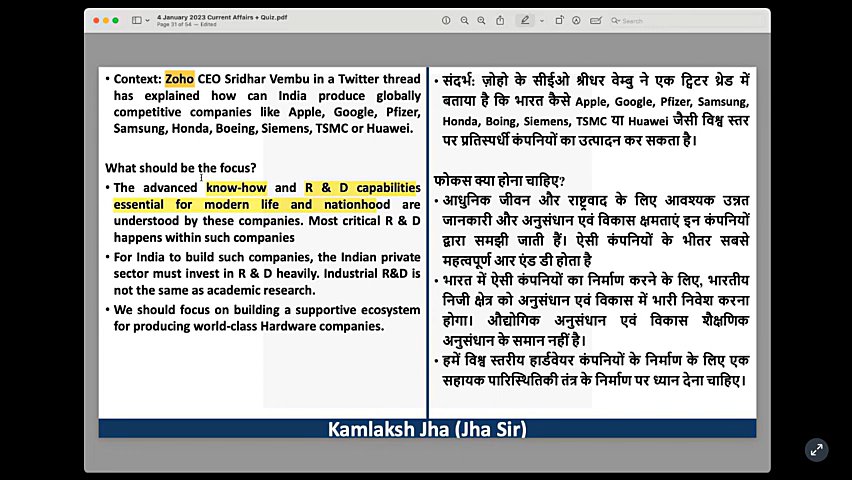 4 January 2023 Current Affairs + Quiz.pdf
Page 31 of 54 — Edited
Search
• Context: Zoho CEO Sridhar Vembu in a Twitter thread
has explained how can India produce globally
competitive companies like Apple, Google, Pfizer,
Samsung, Honda, Boeing, Siemens, TSMC or Huawei.
What should be the focus?
• The advanced know-how and R & D capabilities
essential for modern life and nationhood are
understood by these companies. Most critical R & D
happens within such companies
• For India to build such companies, the Indian private
sector must invest in R & D heavily. Industrial R&D is
not the same as academic research.
• We should focus on building a supportive ecosystem
for producing world-class Hardware companies.
• संदर्भ: ज़ोहो के सीईओ श्रीधर वेम्बु ने एक ट्विटर थ्रेड में
बताया है कि भारत कैसे Apple, Google, Pfizer, Samsung,
Honda, Boing, Siemens, TSMC या Huawei जैसी विश्व स्तर
पर प्रतिस्पर्धी कंपनियों का उत्पादन कर सकता है।
फोकस क्या होना चाहिए?
• आधुनिक जीवन और राष्ट्रवाद के लिए आवश्यक उन्नत
जानकारी और अनुसंधान एवं विकास क्षमताएं इन कंपनियों
द्वारा समझी जाती हैं। ऐसी कंपनियों के भीतर सबसे
महत्वपूर्ण आर एंड डी होता है
• भारत में ऐसी कंपनियों का निर्माण करने के लिए, भारतीय
निजी क्षेत्र को अनुसंधान एवं विकास में भारी निवेश करना
होगा। औद्योगिक अनुसंधान एवं विकास शैक्षणिक
अनुसंधान के समान नहीं है।
• हमें विश्व स्तरीय हार्डवेयर कंपनियों के निर्माण के लिए एक
सहायक पारिस्थितिकी तंत्र के निर्माण पर ध्यान देना चाहिए।
Kamlaksh Jha (Jha Sir)